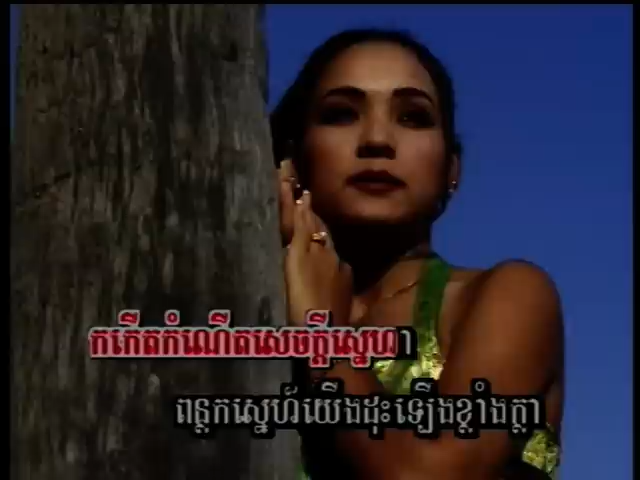 កកើតកំណើតសេចក្ដីស្នេហា
ពន្លកស្នេហ៍យើងដុះឡើងខ្លាំងក្លា